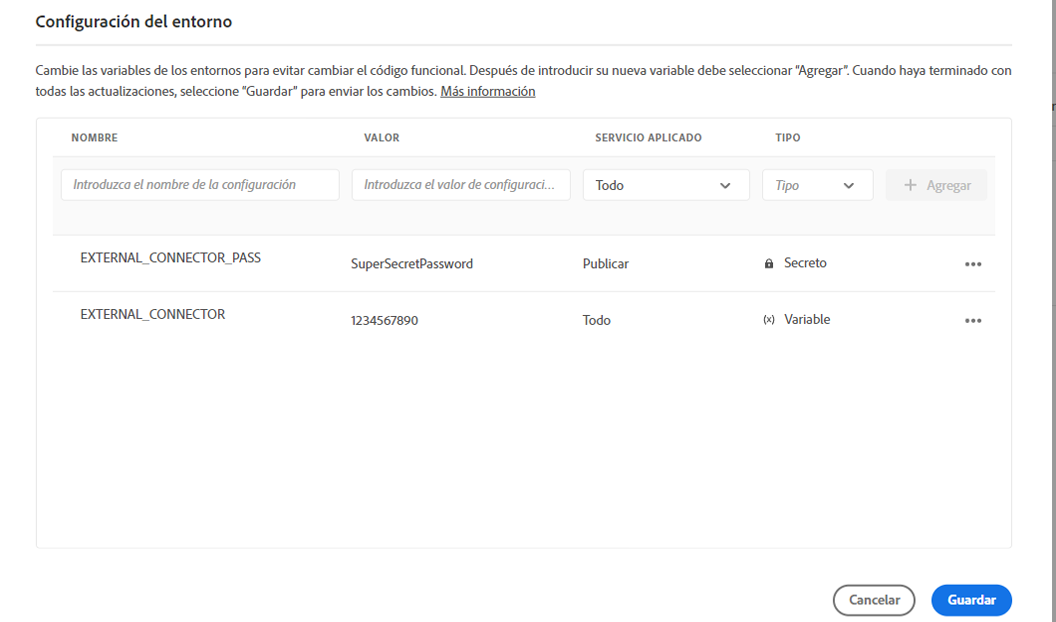 Configuración del entorno
Cambie las variables de los entornos para evitar cambiar el código funcional. Después de introducir su nueva variable debe seleccionar "Agregar". Cuando haya terminado con
todas las actualizaciones, seleccione "Guardar" para enviar los cambios. Más información
NOMBRE VALOR SERVICIO APLICADO TIPO
Introduzca el nombre de la configuración Introduzca el valor de configuraci... Todo Tipo + Agregar
EXTERNAL_CONNECTOR_PASS SuperSecretPassword Publicar Secreto
EXTERNAL_CONNECTOR 1234567890 Todo (x) Variable
Cancelar Guardar